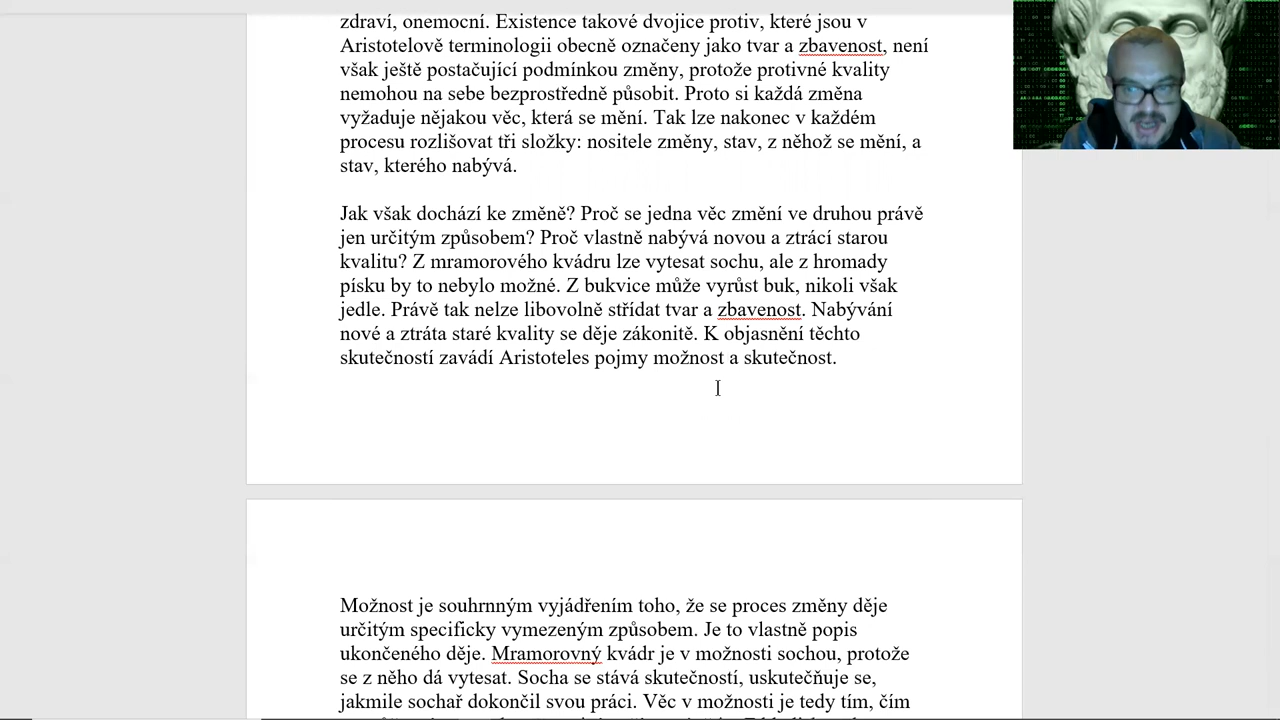 zdraví, onemocní. Existence takové dvojice protiv, které jsou v
Aristotelově terminologii obecně označeny jako tvar a zbavenost, není
však ještě postačující podmínkou změny, protože protivné kvality
nemohou na sebe bezprostředně působit. Proto si každá změna
vyžaduje nějakou věc, která se mění. Tak lze nakonec v každém
procesu rozlišovat tři složky: nositele změny, stav, z něhož se mění, a
stav, kterého nabývá.
Jak však dochází ke změně? Proč se jedna věc změní ve druhou právě
jen určitým způsobem? Proč vlastně nabývá novou a ztrácí starou
kvalitu? Z mramorového kvádru lze vytesat sochu, ale z hromady
písku by to nebylo možné. Z bukvice může vyrůst buk, nikoli však
jedle. Právě tak nelze libovolně střídat tvar a zbavenost. Nabývání
nové a ztráta staré kvality se děje zákonitě. K objasnění těchto
skutečností zavádí Aristoteles pojmy možnost a skutečnost.
Možnost je souhrnným vyjádřením toho, že se proces změny děje
určitým specificky vymezeným způsobem. Je to vlastně popis
ukončeného děje. Mramorovný kvádr je v možnosti sochou, protože
se z něho dá vytesat. Socha se stává skutečností, uskutečňuje se,
jakmile sochař dokončil svou práci. Věc v možnosti je tedy tím, čím